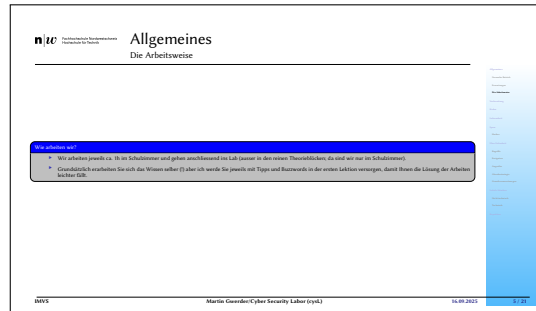 n|w Fachhochschule Nordwestschweiz
Hochschule für Technik
Allgemeines
Die Arbeitsweise
Die Arbeitsweise
Wie arbeiten wir?
Wir arbeiten jeweils ca. 1h im Schulzimmer und gehen anschliessend ins Lab (ausser in den reinen Theorieblöcken; da sind wir nur im Schulzimmer).
Grundsätzlich erarbeiten Sie sich das Wissen selber (!) aber ich werde Sie jeweils mit Tipps und Buzzwords in der ersten Lektion versorgen, damit Ihnen die Lösung der Arbeiten
leichter fällt.
IMVS Martin Gwerder/Cyber Security Labor (cysL) 16.09.2025 5 / 21